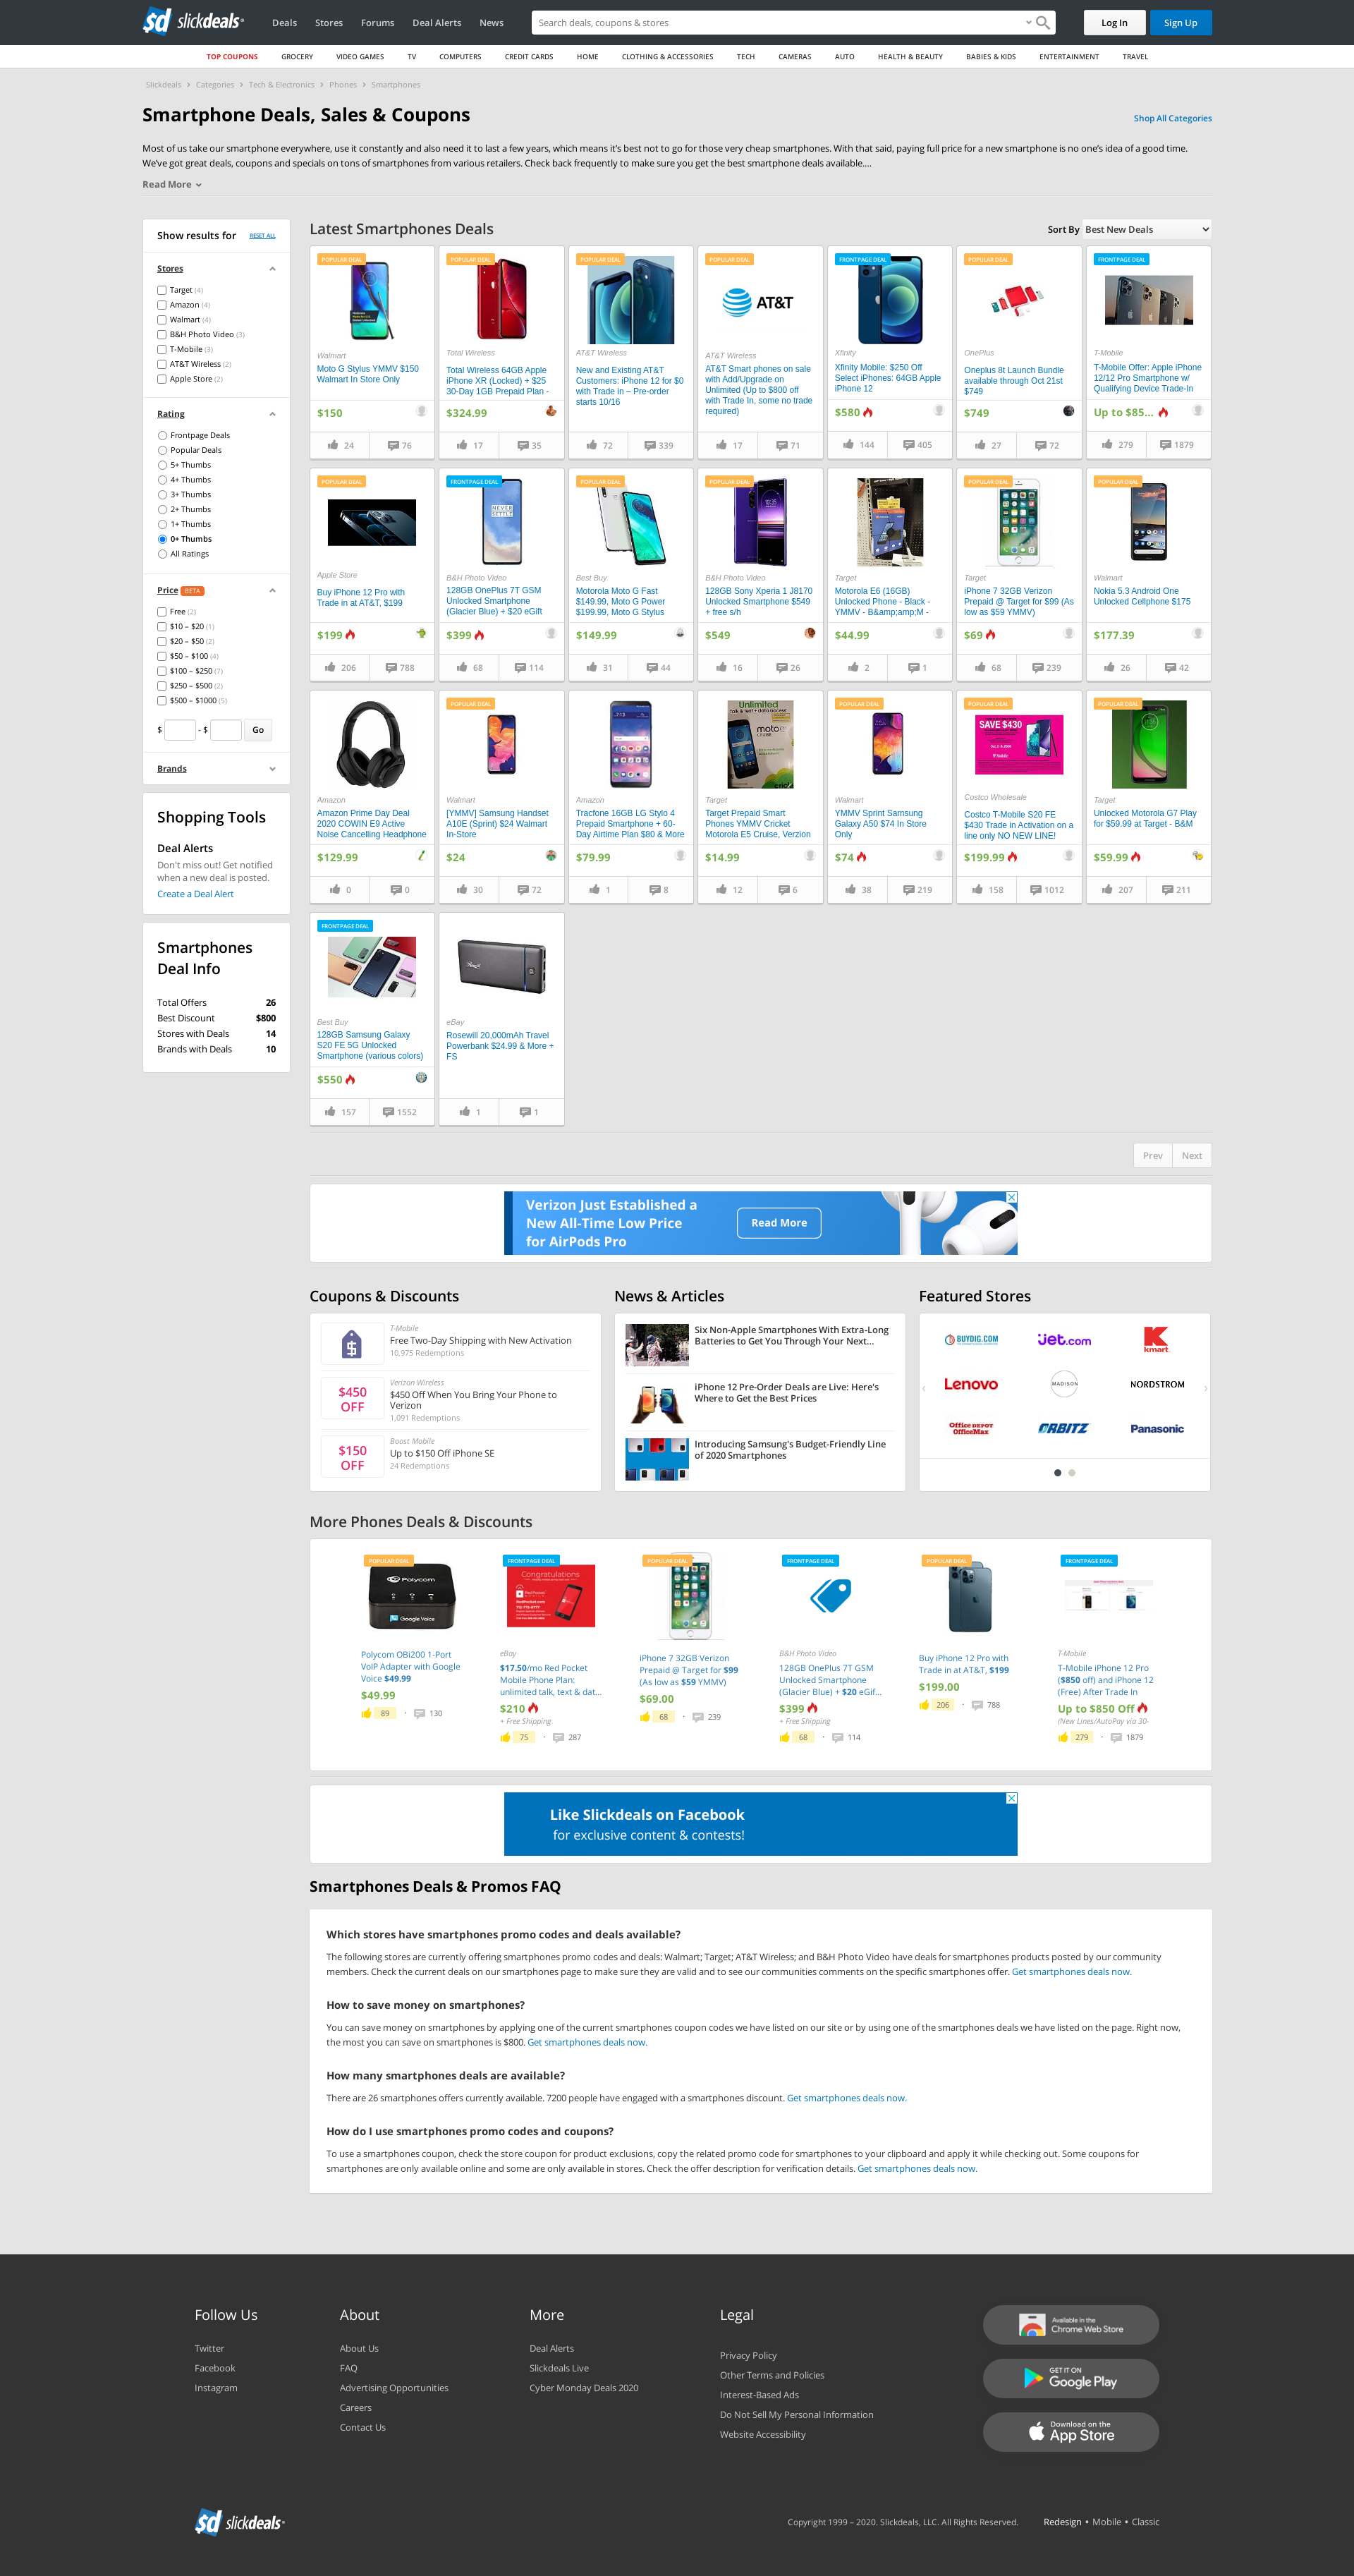 slickdeals
Deals
Stores
Forums
Deal Alerts
News
Search deals, coupons & stores
Log In
Sign Up
TOP COUPONS
GROCERY
VIDEO GAMES
TV
COMPUTERS
CREDIT CARDS
HOME
CLOTHING & ACCESSORIES
TECH
CAMERAS
AUTO
HEALTH & BEAUTY
BABIES & KIDS
ENTERTAINMENT
TRAVEL
Slickdeals > Categories > Tech & Electronics > Phones > Smartphones
Smartphone Deals, Sales & Coupons
Shop All Categories
Most of us take our smartphone everywhere, use it constantly and also need it to last a few years, which means it's best not to go for those very cheap smartphones. With that said, paying full price for a new smartphone is no one's idea of a good time.
We've got great deals, coupons and specials on tons of smartphones from various retailers. Check back frequently to make sure you get the best smartphone deals available....
Read More
Show results for
RESET ALL
Stores
Target (4)
Amazon (4)
Walmart (4)
B&H Photo Video (3)
T-Mobile (3)
AT&T Wireless (2)
Apple Store (2)
Rating
Frontpage Deals
Popular Deals
5+ Thumbs
4+ Thumbs
3+ Thumbs
2+ Thumbs
1+ Thumbs
0+ Thumbs
All Ratings
Price BETA
Free (2)
$10 – $20 (1)
$20 – $50 (2)
$50 – $100 (4)
$100 – $250 (7)
$250 – $500 (2)
$500 – $1000 (5)
$ - $ Go
Brands
Shopping Tools
Deal Alerts
Don't miss out! Get notified
when a new deal is posted.
Create a Deal Alert
Smartphones
Deal Info
Total Offers 26
Best Discount $800
Stores with Deals 14
Brands with Deals 10
Latest Smartphones Deals
Sort By Best New Deals
POPULAR DEAL
Walmart
Moto G Stylus YMMV $150
Walmart In Store Only
$150
24 76
POPULAR DEAL
Total Wireless
Total Wireless 64GB Apple
iPhone XR (Locked) + $25
30-Day 1GB Prepaid Plan -
$324.99
17 35
POPULAR DEAL
AT&T Wireless
New and Existing AT&T
Customers: iPhone 12 for $0
with Trade in – Pre-order
starts 10/16
72 339
POPULAR DEAL
AT&T
AT&T Wireless
AT&T Smart phones on sale
with Add/Upgrade on
Unlimited (Up to $800 off
with Trade In, some no trade
required)
17 71
FRONTPAGE DEAL
Xfinity
Xfinity Mobile: $250 Off
Select iPhones: 64GB Apple
iPhone 12
$580
144 405
POPULAR DEAL
OnePlus
Oneplus 8t Launch Bundle
available through Oct 21st
$749
$749
27 72
FRONTPAGE DEAL
T-Mobile
T-Mobile Offer: Apple iPhone
12/12 Pro Smartphone w/
Qualifying Device Trade-In
Up to $85...
279 1879
POPULAR DEAL
Apple Store
Buy iPhone 12 Pro with
Trade in at AT&T, $199
$199
206 788
FRONTPAGE DEAL
NEVER
SETTLE
B&H Photo Video
128GB OnePlus 7T GSM
Unlocked Smartphone
(Glacier Blue) + $20 eGift
$399
68 114
POPULAR DEAL
Best Buy
Motorola Moto G Fast
$149.99, Moto G Power
$199.99, Moto G Stylus
$149.99
31 44
POPULAR DEAL
B&H Photo Video
128GB Sony Xperia 1 J8170
Unlocked Smartphone $549
+ free s/h
$549
16 26
Target
Motorola E6 (16GB)
Unlocked Phone - Black -
YMMV - B&amp;amp;M -
$44.99
2 1
POPULAR DEAL
Target
iPhone 7 32GB Verizon
Prepaid @ Target for $99 (As
low as $59 YMMV)
$69
68 239
POPULAR DEAL
Walmart
Nokia 5.3 Android One
Unlocked Cellphone $175
$177.39
26 42
Amazon
Amazon Prime Day Deal
2020 COWIN E9 Active
Noise Cancelling Headphone
$129.99
0 0
POPULAR DEAL
Walmart
[YMMV] Samsung Handset
A10E (Sprint) $24 Walmart
In-Store
$24
30 72
Amazon
Tracfone 16GB LG Stylo 4
Prepaid Smartphone + 60-
Day Airtime Plan $80 & More
$79.99
1 8
Unlimited
talk & text + data access
Target
Target Prepaid Smart
Phones YMMV Cricket
Motorola E5 Cruise, Verzion
$14.99
12 6
POPULAR DEAL
Walmart
YMMV Sprint Samsung
Galaxy A50 $74 In Store
Only
$74
38 219
POPULAR DEAL
SAVE $430
Costco Wholesale
Costco T-Mobile S20 FE
$430 Trade in Activation on a
line only NO NEW LINE!
$199.99
158 1012
POPULAR DEAL
Target
Unlocked Motorola G7 Play
for $59.99 at Target - B&M
$59.99
207 211
FRONTPAGE DEAL
Best Buy
128GB Samsung Galaxy
S20 FE 5G Unlocked
Smartphone (various colors)
$550
157 1552
eBay
Rosewill 20,000mAh Travel
Powerbank $24.99 & More +
FS
1 1
Prev Next
Verizon Just Established a
New All-Time Low Price
for AirPods Pro
Read More
Coupons & Discounts
T-Mobile
Free Two-Day Shipping with New Activation
10,975 Redemptions
$450
OFF
Verizon Wireless
$450 Off When You Bring Your Phone to
Verizon
1,091 Redemptions
$150
OFF
Boost Mobile
Up to $150 Off iPhone SE
24 Redemptions
News & Articles
Six Non-Apple Smartphones With Extra-Long
Batteries to Get You Through Your Next...
iPhone 12 Pre-Order Deals are Live: Here's
Where to Get the Best Prices
Introducing Samsung's Budget-Friendly Line
of 2020 Smartphones
Featured Stores
BUYDIG.COM
jet.com
kmart
Lenovo
MADISON
NORDSTROM
Office DEPOT
OfficeMax
ORBITZ
Panasonic
More Phones Deals & Discounts
POPULAR DEAL
Polycom
Google Voice
Polycom OBi200 1-Port
VoIP Adapter with Google
Voice $49.99
$49.99
89 · 130
FRONTPAGE DEAL
Congratulations
eBay
$17.50/mo Red Pocket
Mobile Phone Plan:
unlimited talk, text & dat...
$210
+ Free Shipping
75 · 287
POPULAR DEAL
iPhone 7 32GB Verizon
Prepaid @ Target for $99
(As low as $59 YMMV)
$69.00
68 · 239
FRONTPAGE DEAL
B&H Photo Video
128GB OnePlus 7T GSM
Unlocked Smartphone
(Glacier Blue) + $20 eGif...
$399
+ Free Shipping
68 · 114
POPULAR DEAL
Buy iPhone 12 Pro with
Trade in at AT&T, $199
$199.00
206 · 788
FRONTPAGE DEAL
T-Mobile
T-Mobile iPhone 12 Pro
($850 off) and iPhone 12
(Free) After Trade In
Up to $850 Off
(New Lines/AutoPay via 30-
279 · 1879
Like Slickdeals on Facebook
for exclusive content & contests!
Smartphones Deals & Promos FAQ
Which stores have smartphones promo codes and deals available?
The following stores are currently offering smartphones promo codes and deals: Walmart; Target; AT&T Wireless; and B&H Photo Video have deals for smartphones products posted by our community
members. Check the current deals on our smartphones page to make sure they are valid and to see our communities comments on the specific smartphones offer. Get smartphones deals now.
How to save money on smartphones?
You can save money on smartphones by applying one of the current smartphones coupon codes we have listed on our site or by using one of the smartphones deals we have listed on the page. Right now,
the most you can save on smartphones is $800. Get smartphones deals now.
How many smartphones deals are available?
There are 26 smartphones offers currently available. 7200 people have engaged with a smartphones discount. Get smartphones deals now.
How do I use smartphones promo codes and coupons?
To use a smartphones coupon, check the store coupon for product exclusions, copy the related promo code for smartphones to your clipboard and apply it while checking out. Some coupons for
smartphones are only available online and some are only available in stores. Check the offer description for verification details. Get smartphones deals now.
Follow Us
Twitter
Facebook
Instagram
About
About Us
FAQ
Advertising Opportunities
Careers
Contact Us
More
Deal Alerts
Slickdeals Live
Cyber Monday Deals 2020
Legal
Privacy Policy
Other Terms and Policies
Interest-Based Ads
Do Not Sell My Personal Information
Website Accessibility
Available in the
Chrome Web Store
GET IT ON
Google Play
Download on the
App Store
slickdeals
Copyright 1999 – 2020. Slickdeals, LLC. All Rights Reserved.
Redesign • Mobile • Classic